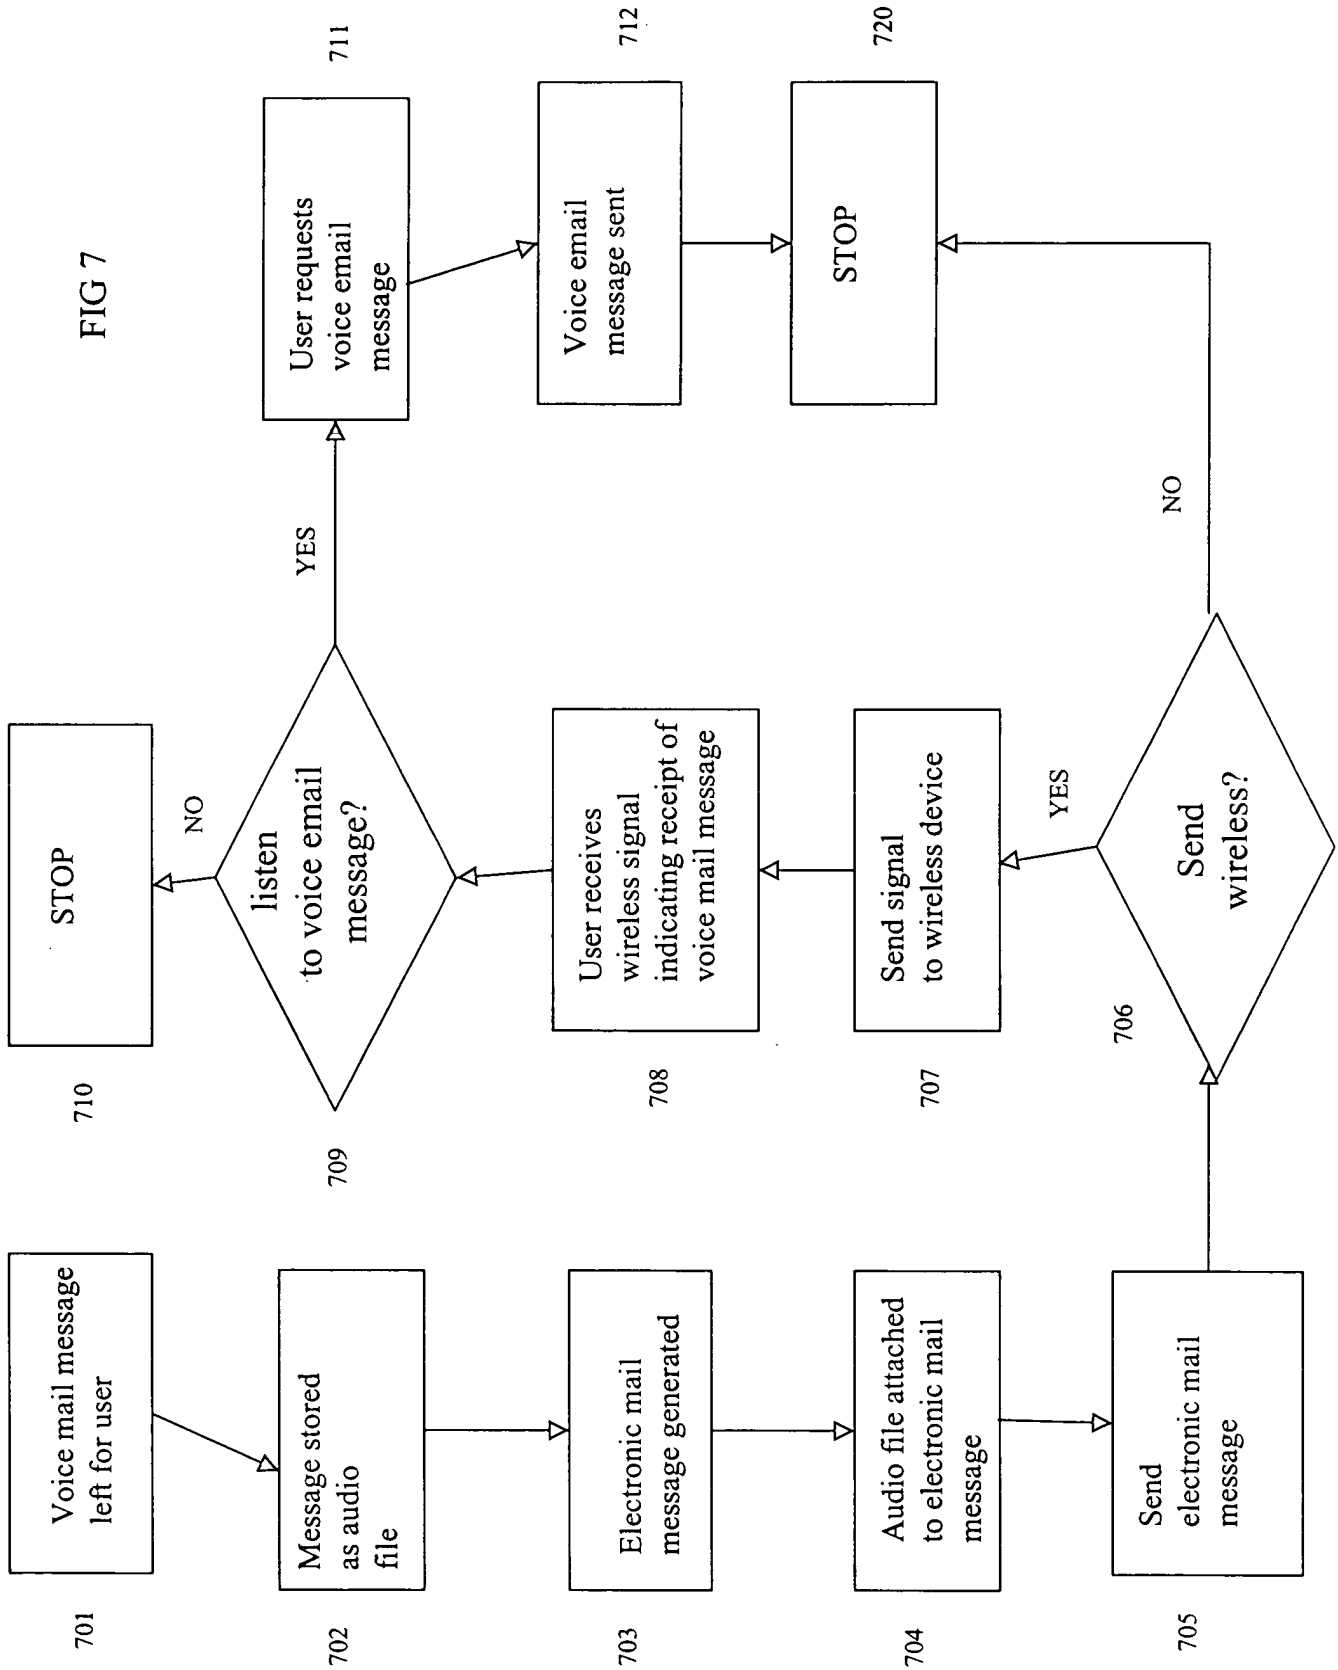 FIG 7
701
Voice mail message
left for user
702
Message stored
as audio
file
703
Electronic mail
message generated
704
Audio file attached
to electronic mail
message
705
Send
electronic mail
message
706
Send
wireless?
YES
NO
707
Send signal
to wireless device
708
User receives
wireless signal
indicating receipt of
voice mail message
709
listen
to voice email
message?
NO
YES
710
STOP
711
User requests
voice email
message
712
Voice email
message sent
720
STOP